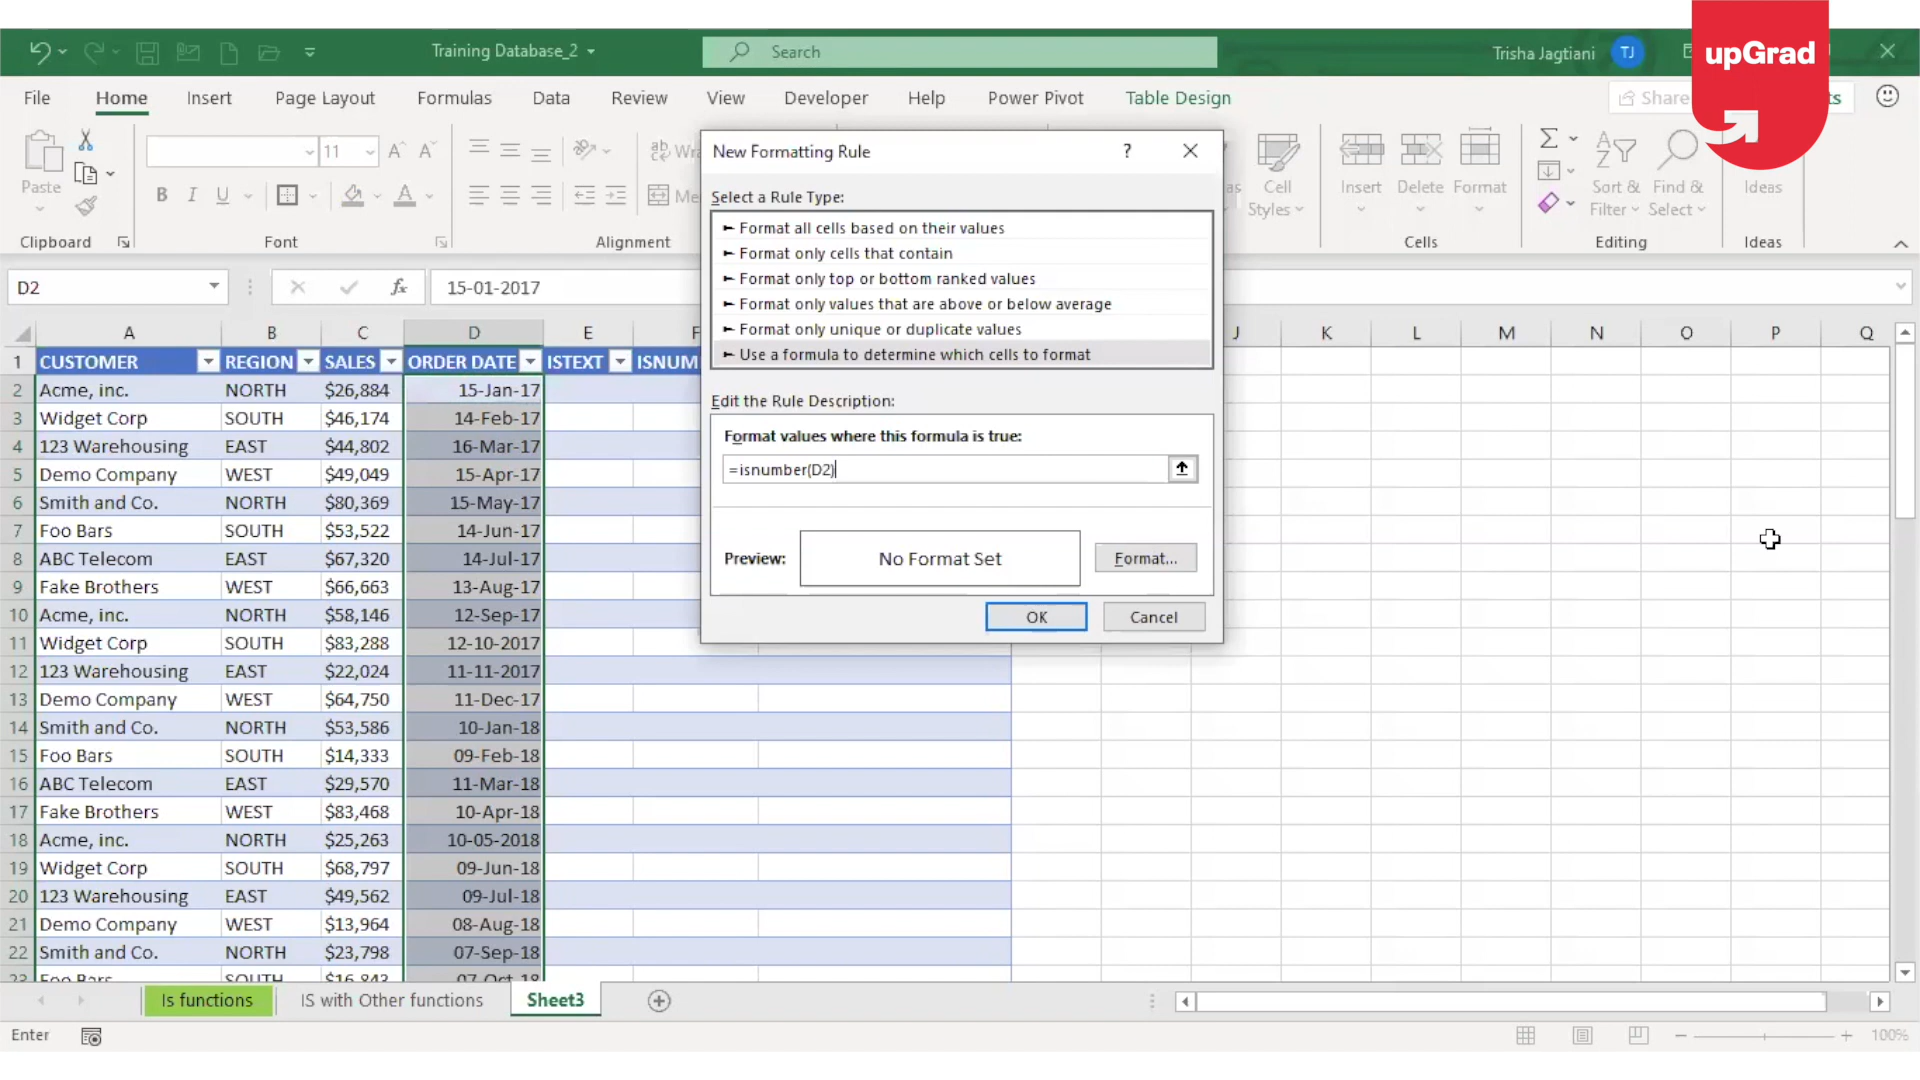 Training Database_2
Search
Trisha Jagtiani
TJ
upGrad
File
Home
Insert
Page Layout
Formulas
Data
Review
View
Developer
Help
Power Pivot
Table Design
Share
ts
Paste
11
B
I
U
A
Clipboard
Font
Alignment
ab
Wra
Me
as
Cell
Styles
Insert
Delete
Format
Cells
Sort &
Filter
Find &
Select
Editing
Ideas
Ideas
D2
fx
15-01-2017
A B C D E F J K L M N O P Q
1 CUSTOMER REGION SALES ORDER DATE ISTEXT ISNUM
2 Acme, inc. NORTH $26,884 15-Jan-17
3 Widget Corp SOUTH $46,174 14-Feb-17
4 123 Warehousing EAST $44,802 16-Mar-17
5 Demo Company WEST $49,049 15-Apr-17
6 Smith and Co. NORTH $80,369 15-May-17
7 Foo Bars SOUTH $53,522 14-Jun-17
8 ABC Telecom EAST $67,320 14-Jul-17
9 Fake Brothers WEST $66,663 13-Aug-17
10 Acme, inc. NORTH $58,146 12-Sep-17
11 Widget Corp SOUTH $83,288 12-10-2017
12 123 Warehousing EAST $22,024 11-11-2017
13 Demo Company WEST $64,750 11-Dec-17
14 Smith and Co. NORTH $53,586 10-Jan-18
15 Foo Bars SOUTH $14,333 09-Feb-18
16 ABC Telecom EAST $29,570 11-Mar-18
17 Fake Brothers WEST $83,468 10-Apr-18
18 Acme, inc. NORTH $25,263 10-05-2018
19 Widget Corp SOUTH $68,797 09-Jun-18
20 123 Warehousing EAST $49,562 09-Jul-18
21 Demo Company WEST $13,964 08-Aug-18
22 Smith and Co. NORTH $23,798 07-Sep-18
23 Foo Bars SOUTH $16,843 07-Oct-18
New Formatting Rule
?
Select a Rule Type:
► Format all cells based on their values
► Format only cells that contain
► Format only top or bottom ranked values
► Format only values that are above or below average
► Format only unique or duplicate values
► Use a formula to determine which cells to format
Edit the Rule Description:
Format values where this formula is true:
=isnumber(D2)
Preview:
No Format Set
Format...
OK
Cancel
Is functions
IS with Other functions
Sheet3
Enter
100%